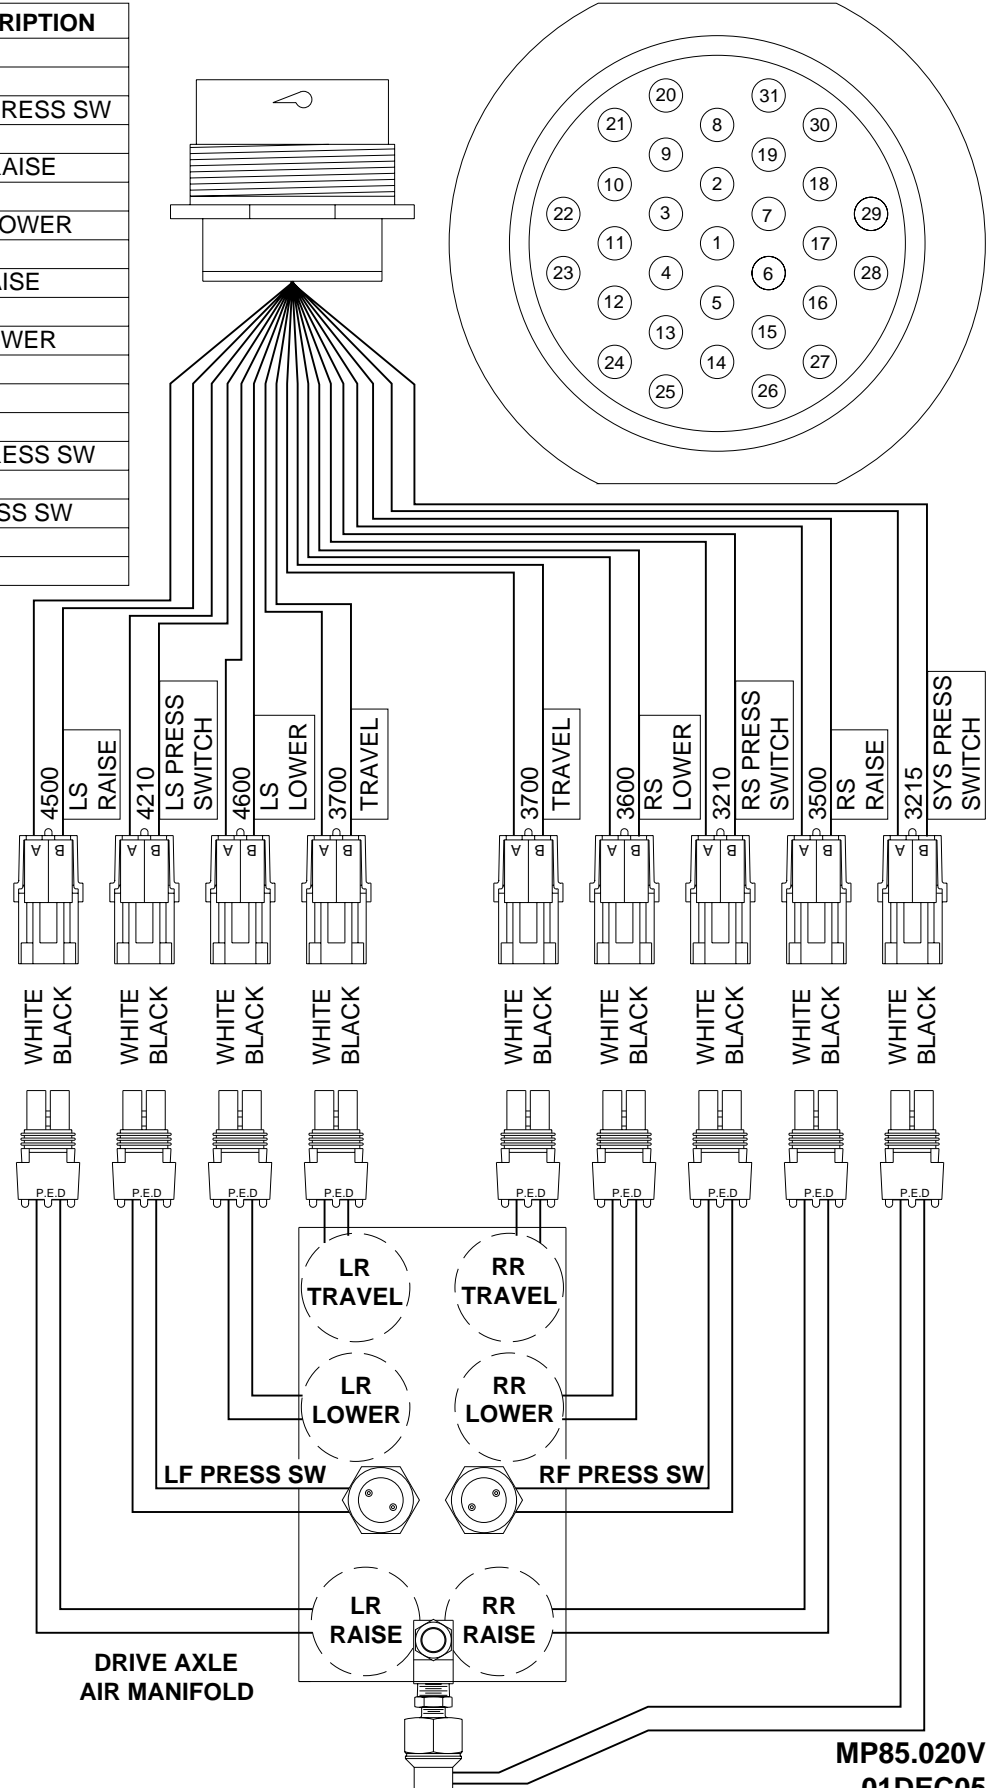 RIPTION
PRESS SW
AISE
OWER
AISE
WER
RESS SW
SS SW
20
31
21
8
30
9
19
10
2
18
22
3
7
29
11
1
17
23
4
6
28
12
5
16
13
15
24
14
27
25
26
4500
LS
RAISE
4210
LS PRESS
SWITCH
4600
LS
LOWER
3700
TRAVEL
3700
TRAVEL
3600
RS
LOWER
3210
RS PRESS
SWITCH
3500
RS
RAISE
3215
SYS PRESS
SWITCH
A B
A B
A B
A B
A B
A B
A B
A B
A B
WHITE
BLACK
WHITE
BLACK
WHITE
BLACK
WHITE
BLACK
WHITE
BLACK
WHITE
BLACK
WHITE
BLACK
WHITE
BLACK
WHITE
BLACK
P.E.D
P.E.D
P.E.D
P.E.D
P.E.D
P.E.D
P.E.D
P.E.D
P.E.D
LR
TRAVEL
RR
TRAVEL
LR
LOWER
RR
LOWER
LF PRESS SW
RF PRESS SW
LR
RAISE
RR
RAISE
DRIVE AXLE
AIR MANIFOLD
MP85.020V
01DEC05